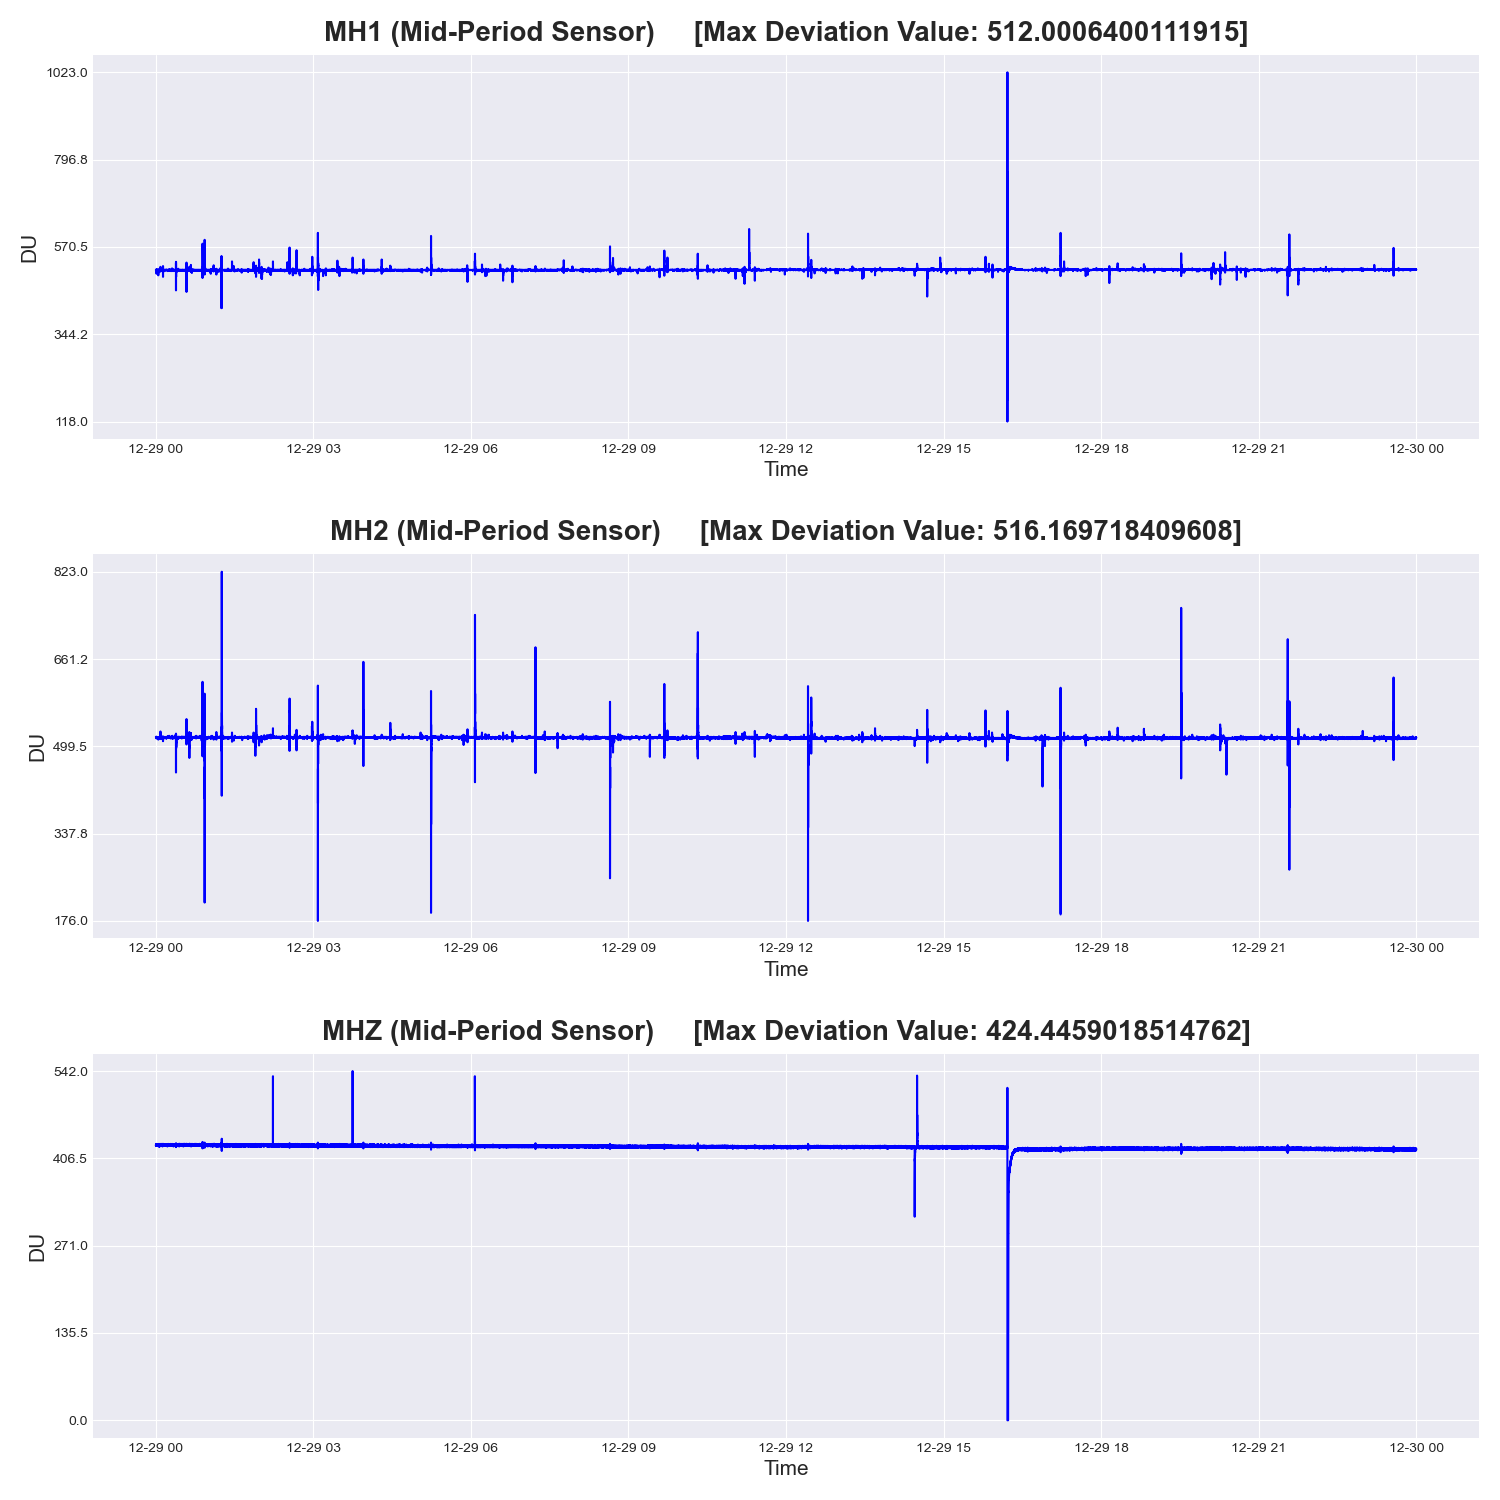 MH1 (Mid-Period Sensor) [Max Deviation Value: 512.0006400111915]
1023.0
796.8
570.5
344.2
118.0
DU
12-29 00 12-29 03 12-29 06 12-29 09 12-29 12 12-29 15 12-29 18 12-29 21 12-30 00
Time
MH2 (Mid-Period Sensor) [Max Deviation Value: 516.169718409608]
823.0
661.2
499.5
337.8
176.0
DU
12-29 00 12-29 03 12-29 06 12-29 09 12-29 12 12-29 15 12-29 18 12-29 21 12-30 00
Time
MHZ (Mid-Period Sensor) [Max Deviation Value: 424.4459018514762]
542.0
406.5
271.0
135.5
0.0
DU
12-29 00 12-29 03 12-29 06 12-29 09 12-29 12 12-29 15 12-29 18 12-29 21 12-30 00
Time